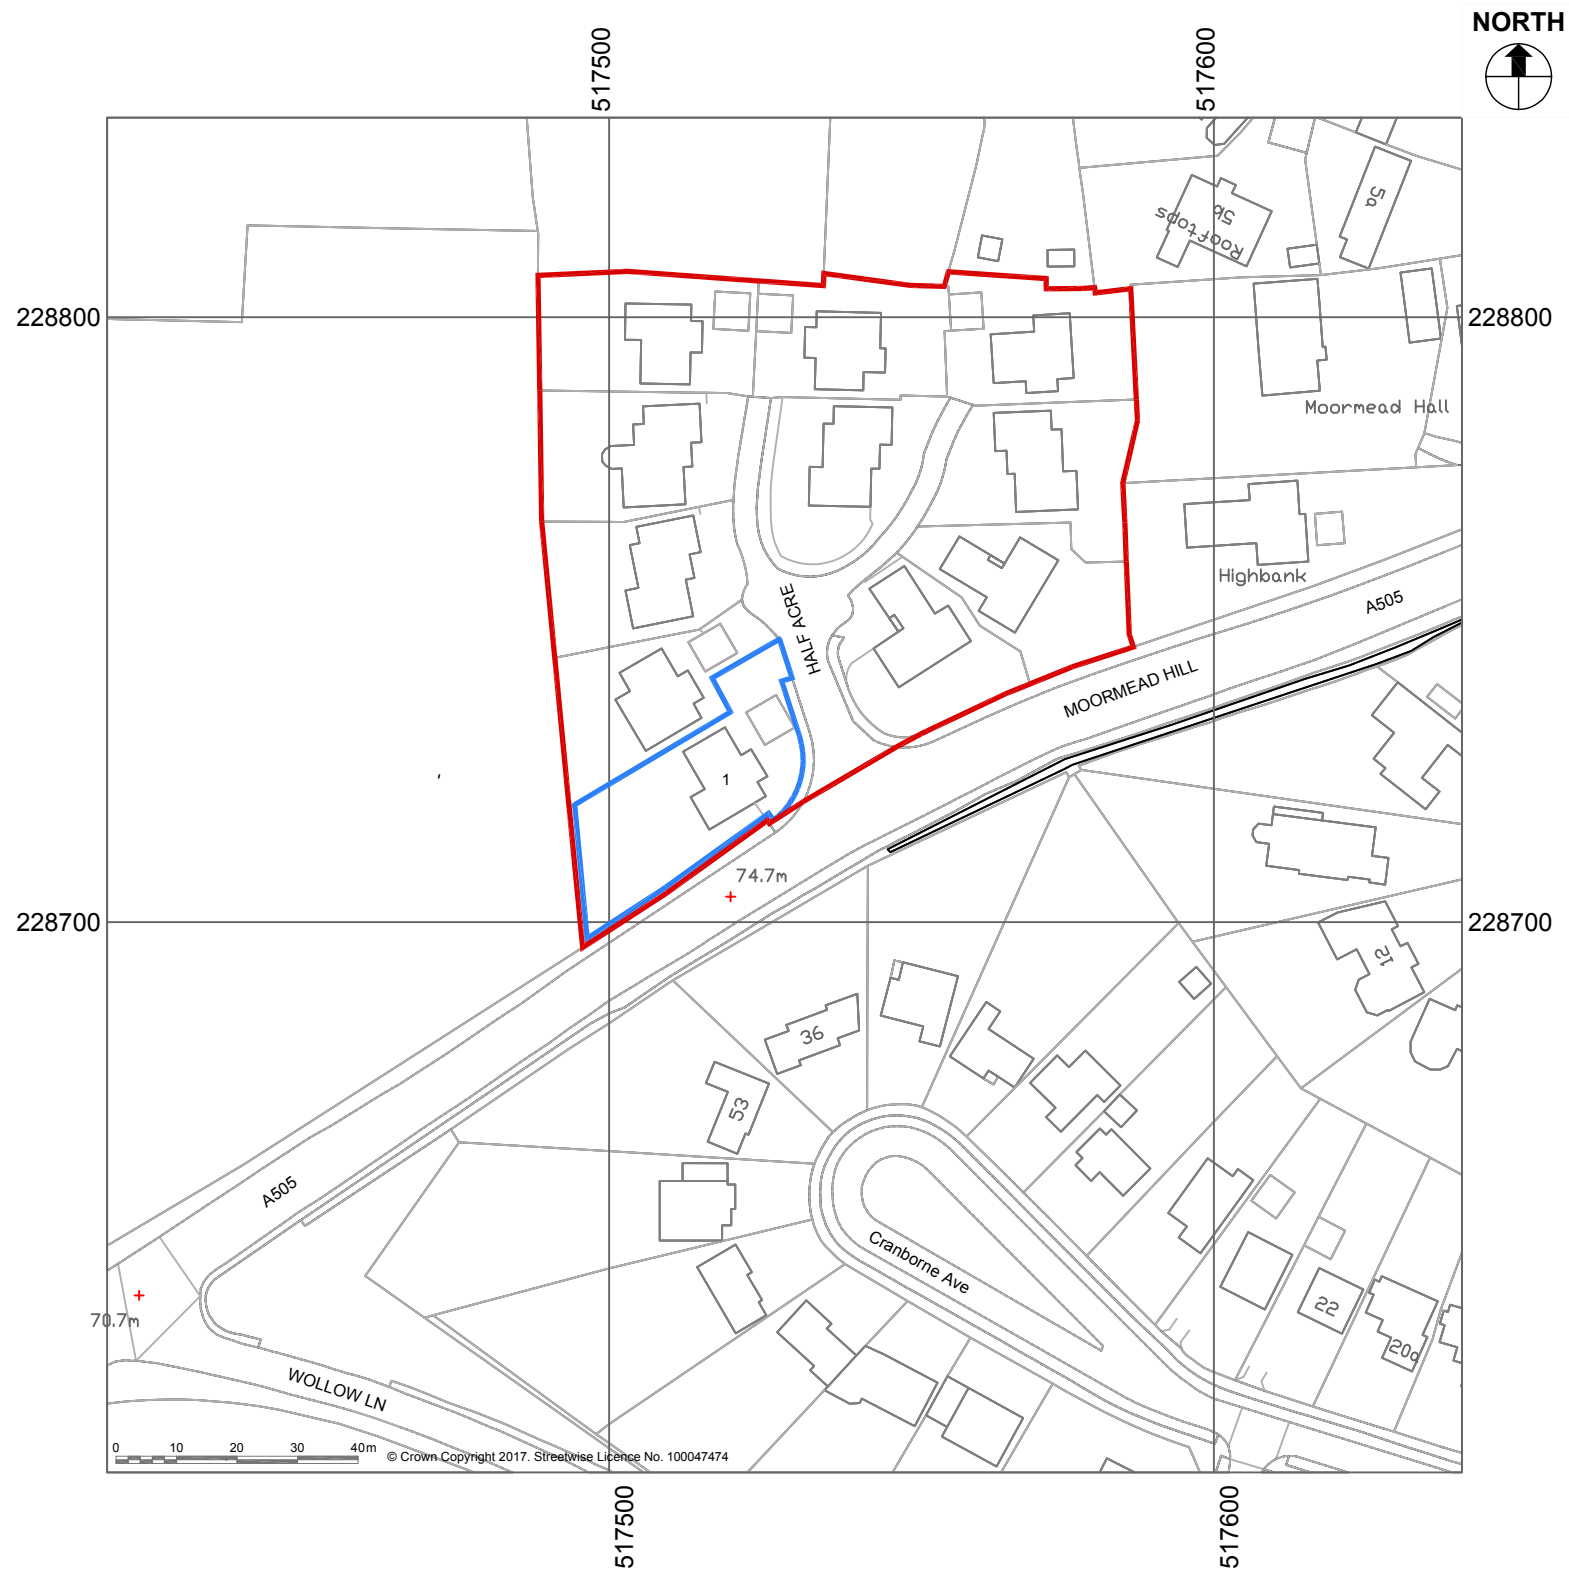 NORTH
517500
517600
5a
5b
Rooftops
228800
228800
Moormead Hall
Highbank
HALF ACRE
A505
MOORMEAD HILL
1
74.7m
228700
228700
21
36
53
A505
Cranborne Ave
70.7m
22
20a
WOLLOW LN
0 10 20 30 40m
© Crown Copyright 2017. Streetwise Licence No. 100047474
517500
517600